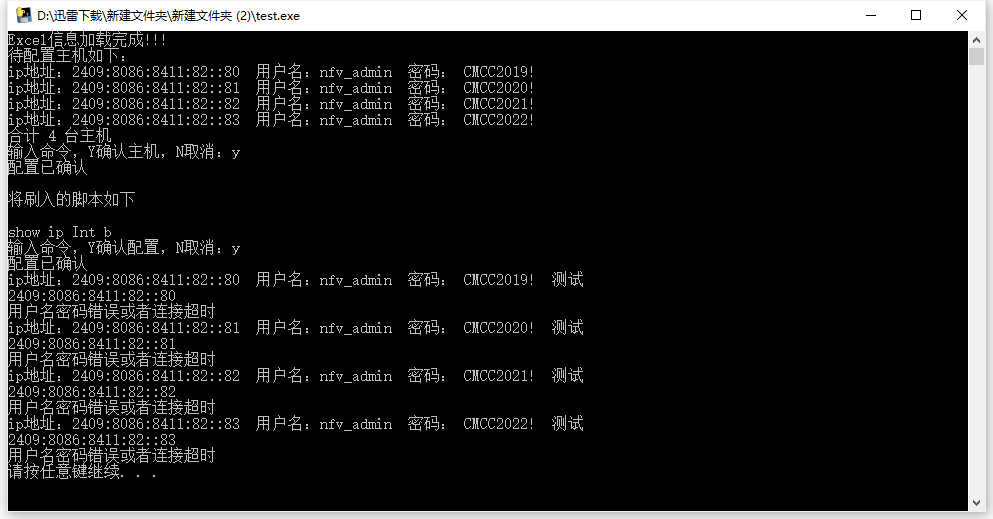 D:\迅雷下载\新建文件夹\新建文件夹 (2)\test.exe
Excel信息加载完成!!!
待配置主机如下:
ip地址: 2409:8086:8411:82::80 用户名: nfv_admin 密码: CMCC2019!
ip地址: 2409:8086:8411:82::81 用户名: nfv_admin 密码: CMCC2020!
ip地址: 2409:8086:8411:82::82 用户名: nfv_admin 密码: CMCC2021!
ip地址: 2409:8086:8411:82::83 用户名: nfv_admin 密码: CMCC2022!
合计 4 台主机
输入命令, Y确认主机, N取消: y
配置已确认
将刷入的脚本如下
show ip Int b
输入命令, Y确认配置, N取消: y
配置已确认
ip地址: 2409:8086:8411:82::80 用户名: nfv_admin 密码: CMCC2019! 测试
2409:8086:8411:82::80
用户名密码错误或者连接超时
ip地址: 2409:8086:8411:82::81 用户名: nfv_admin 密码: CMCC2020! 测试
2409:8086:8411:82::81
用户名密码错误或者连接超时
ip地址: 2409:8086:8411:82::82 用户名: nfv_admin 密码: CMCC2021! 测试
2409:8086:8411:82::82
用户名密码错误或者连接超时
ip地址: 2409:8086:8411:82::83 用户名: nfv_admin 密码: CMCC2022! 测试
2409:8086:8411:82::83
用户名密码错误或者连接超时
请按任意键继续. . .